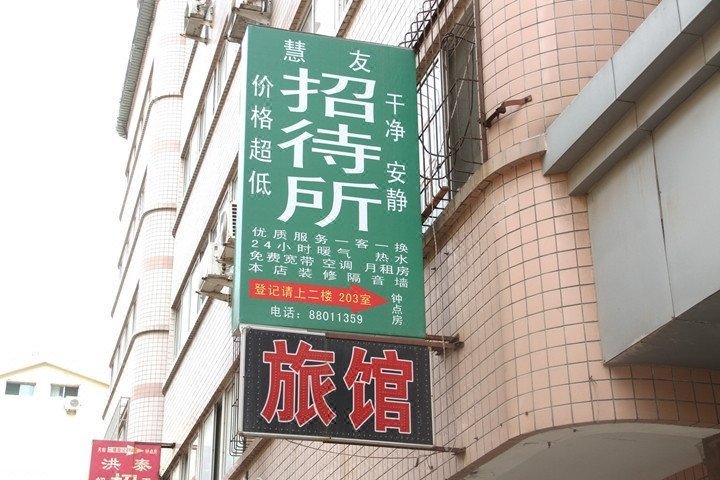 慧友
价格超低
招待所
干净 安静
优质服务一客一换
24小时暖气 热水
免费宽带 空调 月租房
本店装修隔音墙
登记请上二楼 203室
钟点房
电话：88011359
旅馆
洪泰